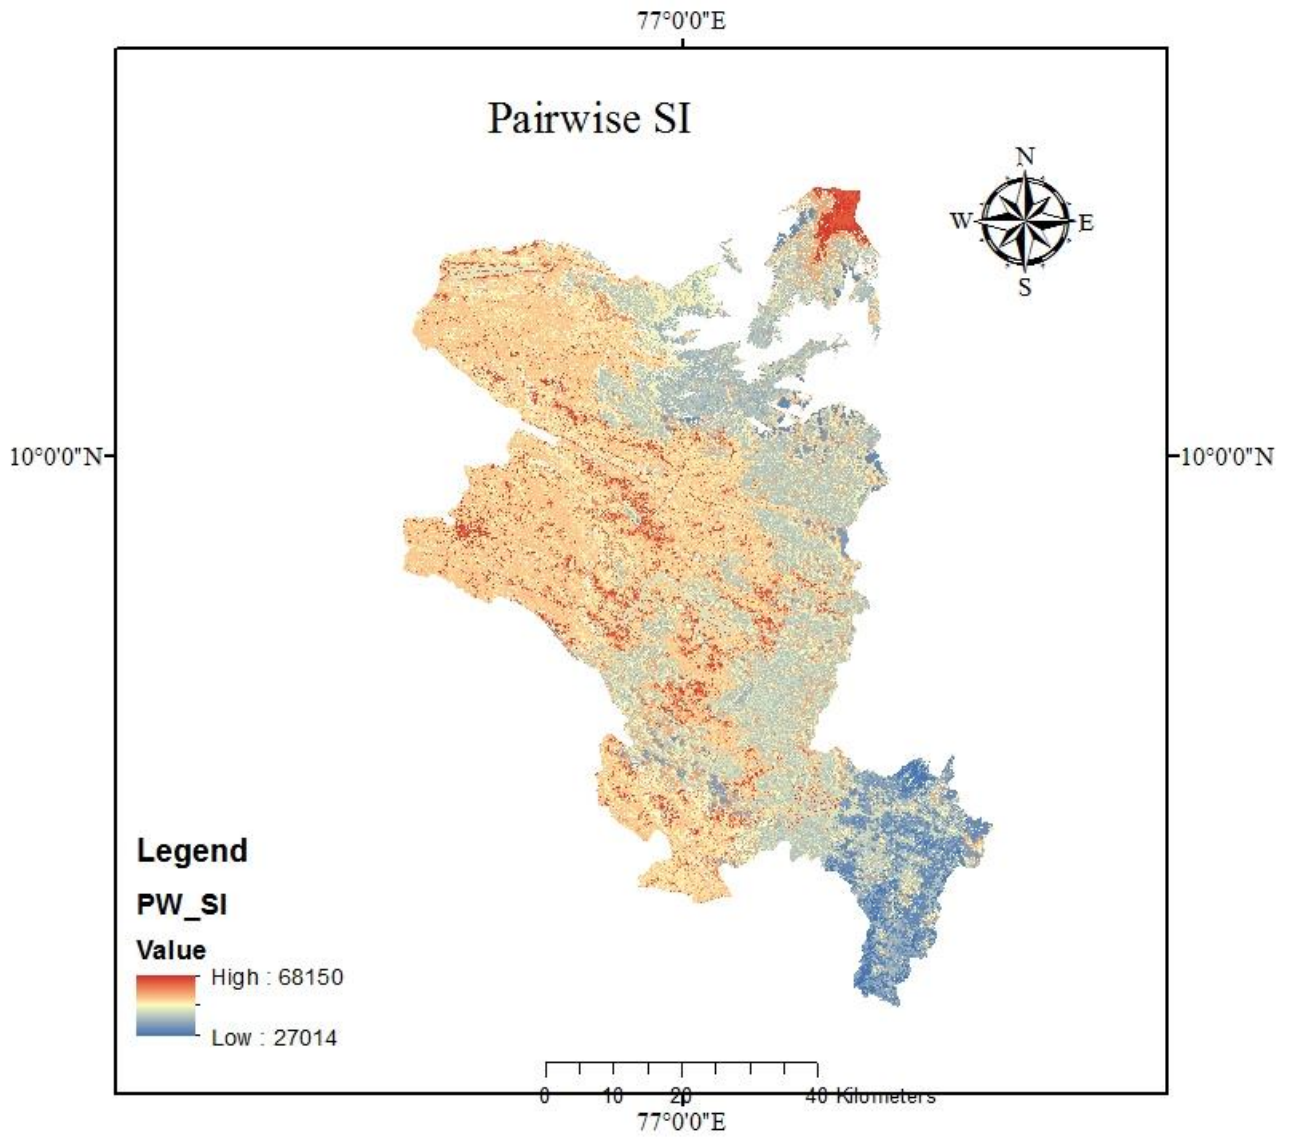 77°0'0"E
Pairwise SI
N
W E
S
10°0'0"N 10°0'0"N
Legend
PW_SI
Value
High : 68150
Low : 27014
0 10 20 40 Kilometers
77°0'0"E